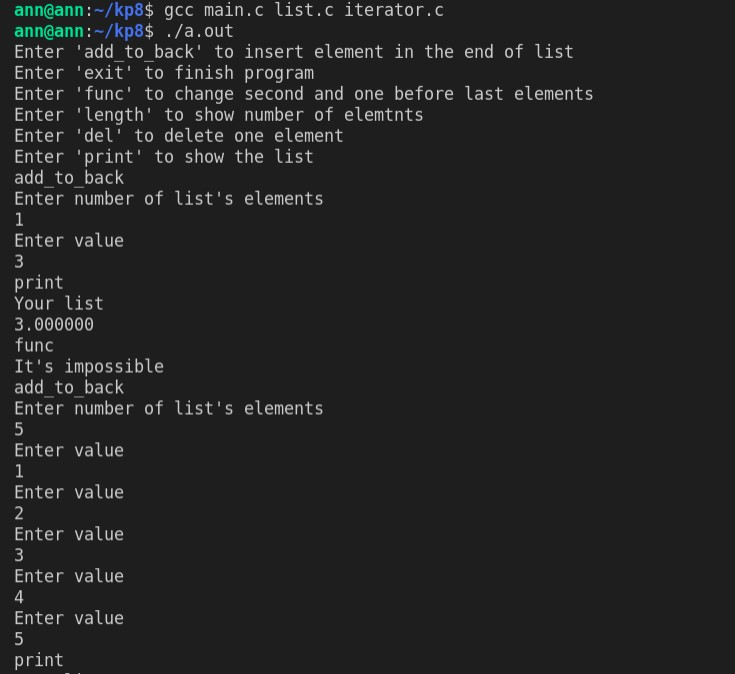 ann@ann:~/kp8$ gcc main.c list.c iterator.c
ann@ann:~/kp8$ ./a.out
Enter 'add_to_back' to insert element in the end of list
Enter 'exit' to finish program
Enter 'func' to change second and one before last elements
Enter 'length' to show number of elemtnts
Enter 'del' to delete one element
Enter 'print' to show the list
add_to_back
Enter number of list's elements
1
Enter value
3
print
Your list
3.000000
func
It's impossible
add_to_back
Enter number of list's elements
5
Enter value
1
Enter value
2
Enter value
3
Enter value
4
Enter value
5
print